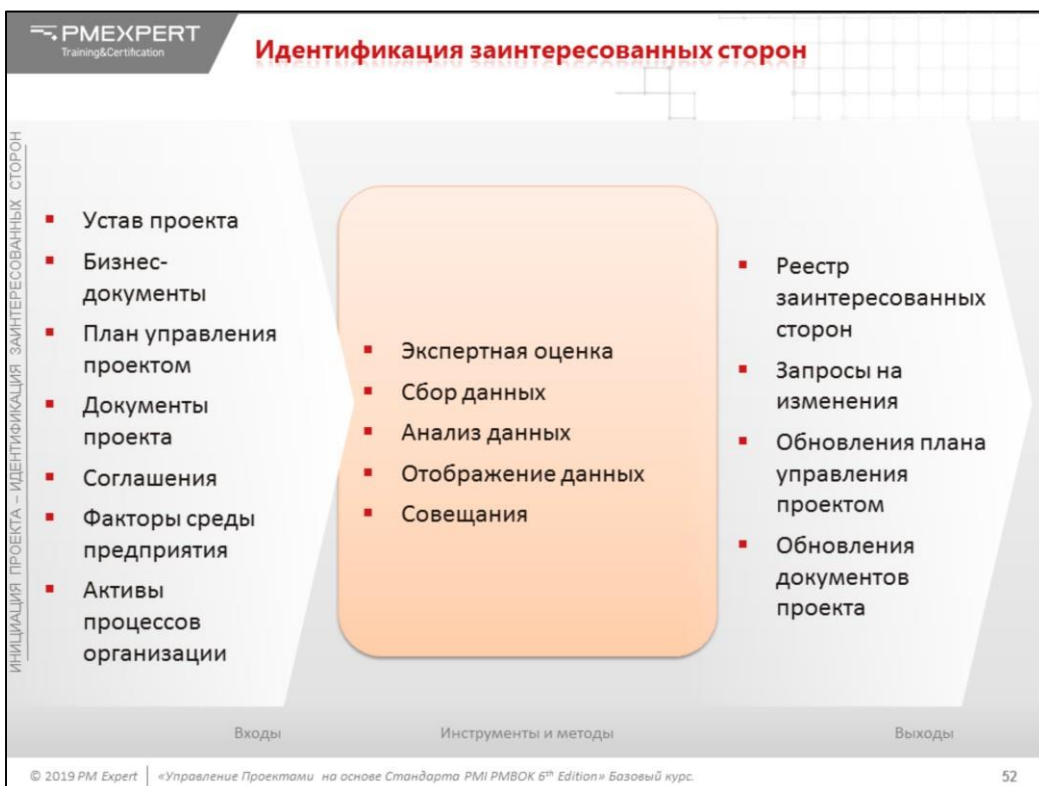 PMEXPERT
Training&Certification
Идентификация заинтересованных сторон
ИНИЦИАЦИЯ ПРОЕКТА – ИДЕНТИФИКАЦИЯ ЗАИНТЕРЕСОВАННЫХ СТОРОН
▪ Устав проекта
▪ Бизнес-
документы
▪ План управления
проектом
▪ Документы
проекта
▪ Соглашения
▪ Факторы среды
предприятия
▪ Активы
процессов
организации
▪ Экспертная оценка
▪ Сбор данных
▪ Анализ данных
▪ Отображение данных
▪ Совещания
▪ Реестр
заинтересованных
сторон
▪ Запросы на
изменения
▪ Обновления плана
управления
проектом
▪ Обновления
документов
проекта
Входы
Инструменты и методы
Выходы
© 2019 PM Expert | «Управление Проектами на основе Стандарта PMI PMBOK 6th Edition» Базовый курс.
52